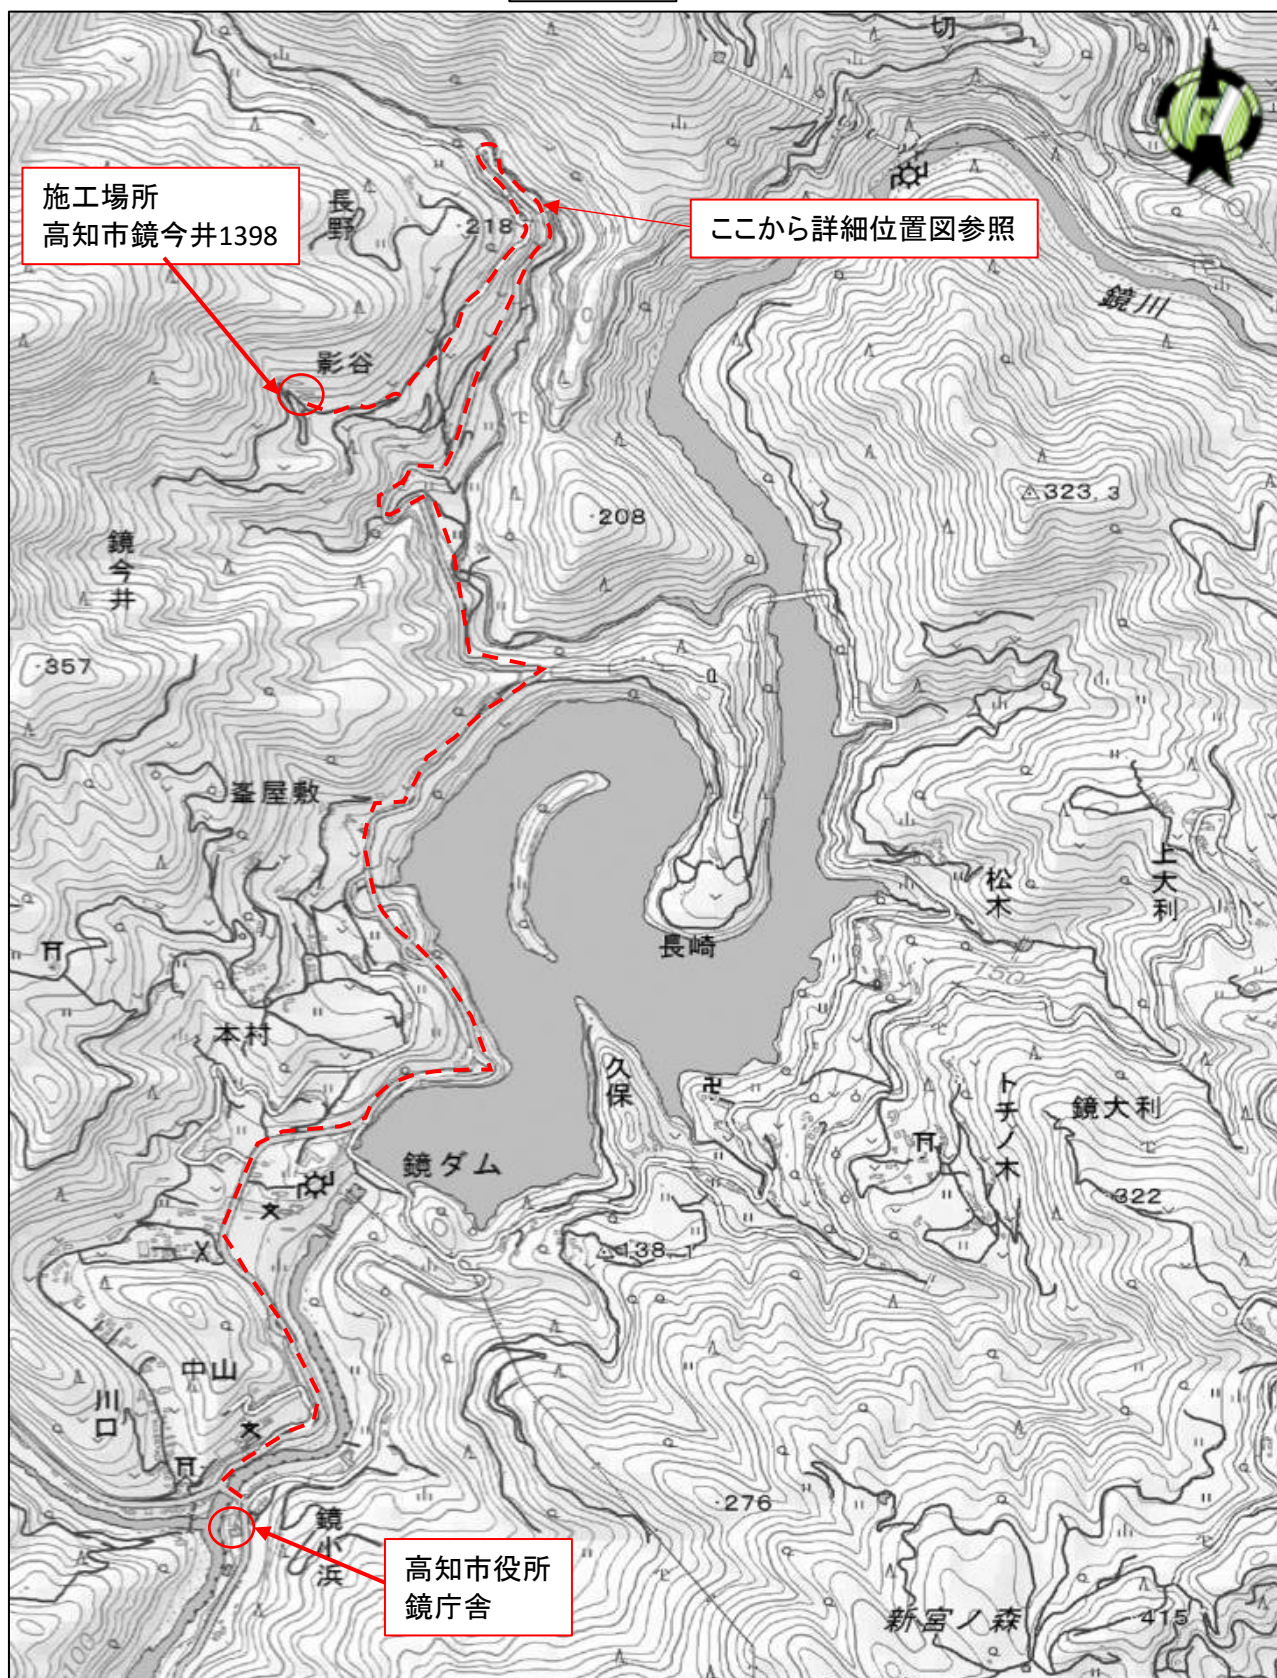 切
N
施工場所
高知市鏡今井1398
長野
218
ここから詳細位置図参照
鏡川
影谷
323.3
208
鏡今井
357
峯屋敷
上大利
松木
長崎
150
本村
久保
トチノ木
鏡大利
鏡ダム
322
138.1
中山
川口
276
鏡小浜
高知市役所
鏡庁舎
新宮ノ森
415
100